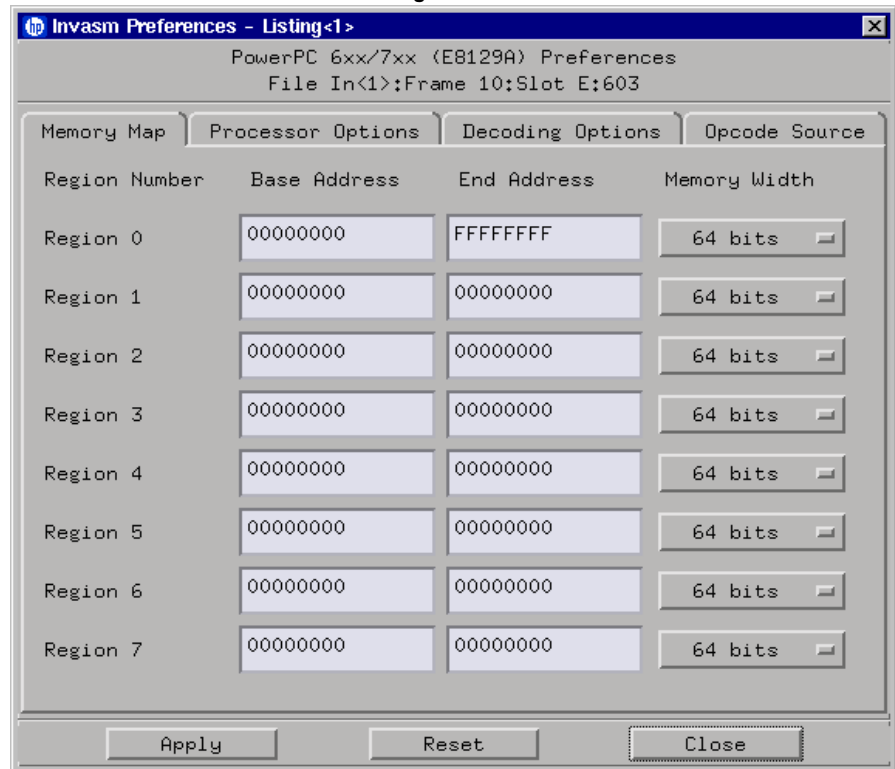 hp Invasm Preferences - Listing<1>
PowerPC 6xx/7xx (E8129A) Preferences
File In<1>:Frame 10:Slot E:603
Memory Map Processor Options Decoding Options Opcode Source
Region Number Base Address End Address Memory Width
Region 0 00000000 FFFFFFFF 64 bits
Region 1 00000000 00000000 64 bits
Region 2 00000000 00000000 64 bits
Region 3 00000000 00000000 64 bits
Region 4 00000000 00000000 64 bits
Region 5 00000000 00000000 64 bits
Region 6 00000000 00000000 64 bits
Region 7 00000000 00000000 64 bits
Apply Reset Close